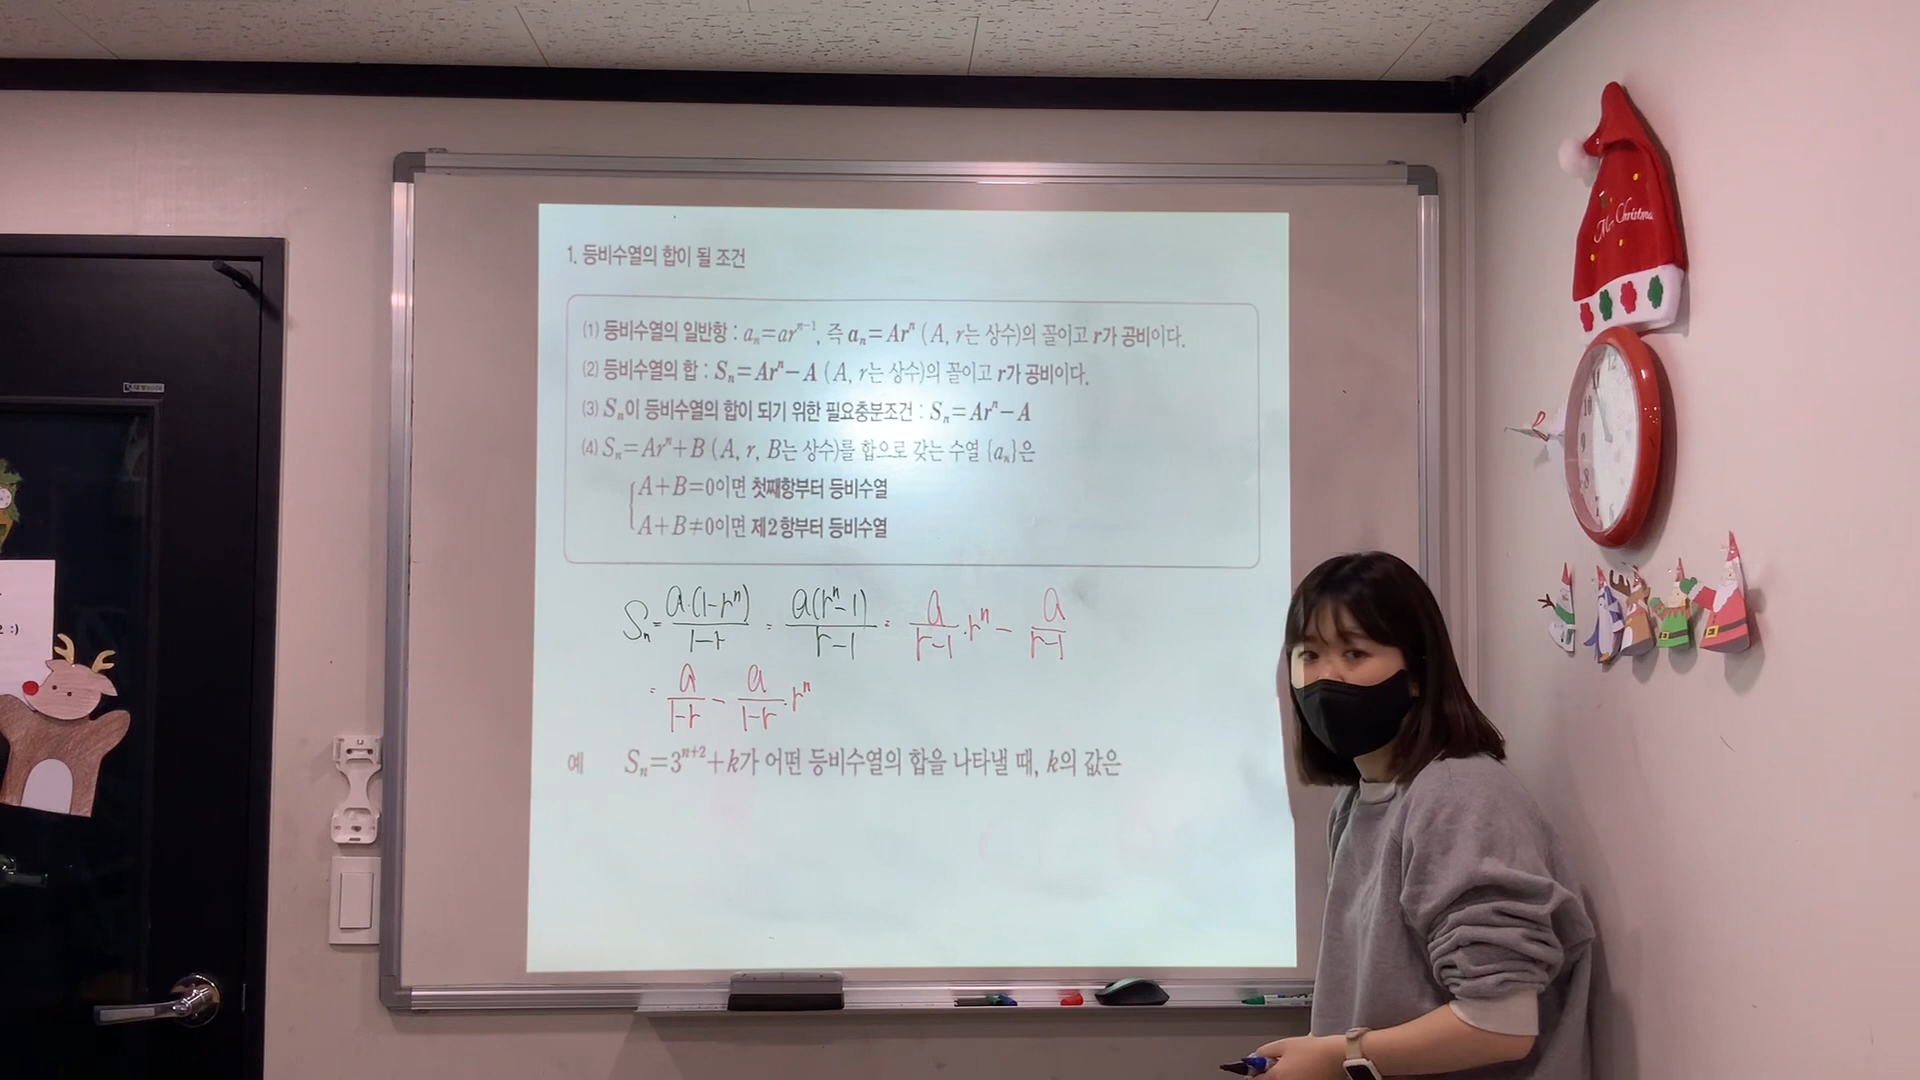 1. 등비수열의 합이 될 조건
(1) 등비수열의 일반항 : aₙ=arⁿ⁻¹, 즉 aₙ=Arⁿ (A, r는 상수)의 꼴이고 r가 공비이다.
(2) 등비수열의 합 : Sₙ=Arⁿ−A (A, r는 상수)의 꼴이고 r가 공비이다.
(3) Sₙ이 등비수열의 합이 되기 위한 필요충분조건 : Sₙ=Arⁿ−A
(4) Sₙ=Arⁿ+B (A, r, B는 상수)를 합으로 갖는 수열 {aₙ}은
A+B=0이면 첫째항부터 등비수열
A+B≠0이면 제2항부터 등비수열
Sₙ = a·(1-rⁿ)/(1-r) = a(rⁿ-1)/(r-1) = a/(r-1)·rⁿ - a/(r-1)
= a/(1-r) - a/(1-r)·rⁿ
예 Sₙ=3ⁿ⁺²+k가 어떤 등비수열의 합을 나타낼 때, k의 값은
:)
Christmas